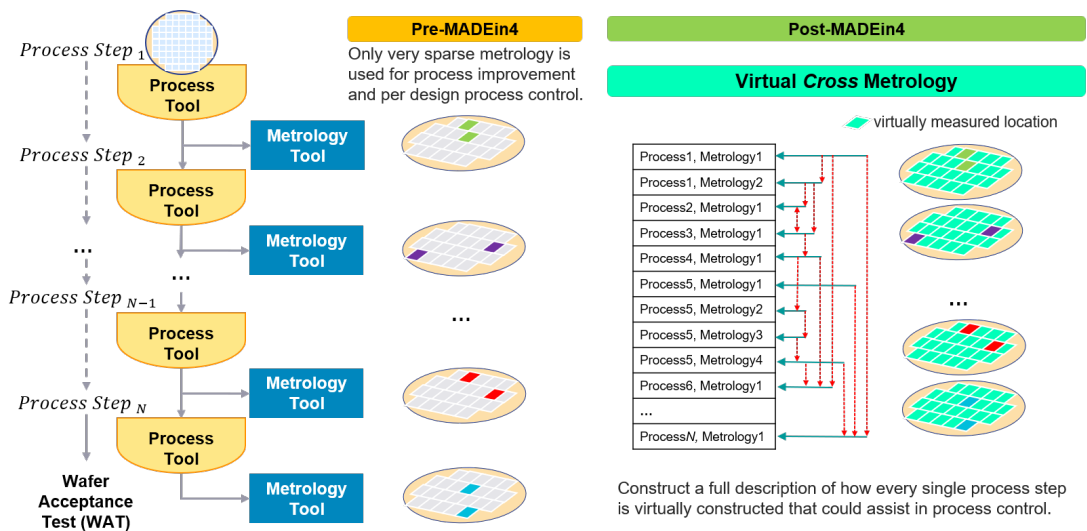 Process Step 1
Process
Tool
Metrology
Tool
Process Step 2
Process
Tool
...
Metrology
Tool
...
Process Step N−1
Process
Tool
Metrology
Tool
Process Step N
Process
Tool
Wafer
Acceptance
Test (WAT)
Metrology
Tool
Pre-MADEin4
Only very sparse metrology is
used for process improvement
and per design process control.
...
Post-MADEin4
Virtual Cross Metrology
virtually measured location
Process1, Metrology1
Process1, Metrology2
Process2, Metrology1
Process3, Metrology1
Process4, Metrology1
Process5, Metrology1
Process5, Metrology2
Process5, Metrology3
Process5, Metrology4
Process6, Metrology1
...
ProcessN, Metrology1
...
Construct a full description of how every single process step
is virtually constructed that could assist in process control.